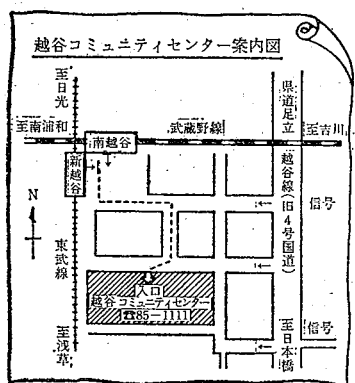 越谷コミュニティセンター案内図
至日光
県道足立
至南浦和
武蔵野線
至吉川
南越谷
新越谷
越谷線(旧4号国道)
信号
N
東武線
入口
越谷コミュニティセンター
☎85-1111
信号
至浅草
至日本橋